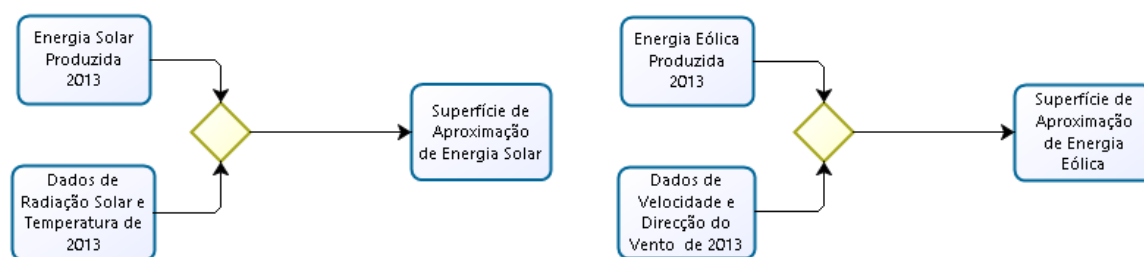 Energia Solar
Produzida
2013
Dados de
Radiação Solar e
Temperatura de
2013
Superfície de
Aproximação
de Energia Solar
Energia Eólica
Produzida
2013
Dados de
Velocidade e
Direcção do
Vento de 2013
Superfície de
Aproximação
de Energia
Eólica